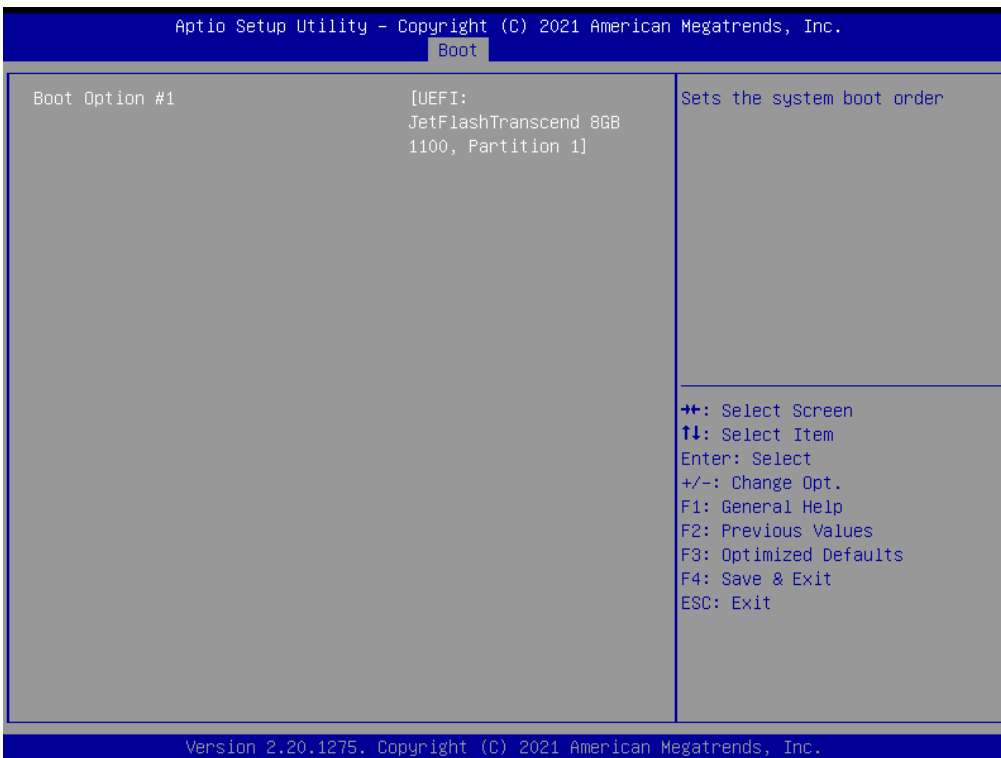 Aptio Setup Utility – Copyright (C) 2021 American Megatrends, Inc.
Boot
Boot Option #1
[UEFI:
JetFlashTranscend 8GB
1100, Partition 1]
Sets the system boot order
→←: Select Screen
↑↓: Select Item
Enter: Select
+/-: Change Opt.
F1: General Help
F2: Previous Values
F3: Optimized Defaults
F4: Save & Exit
ESC: Exit
Version 2.20.1275. Copyright (C) 2021 American Megatrends, Inc.